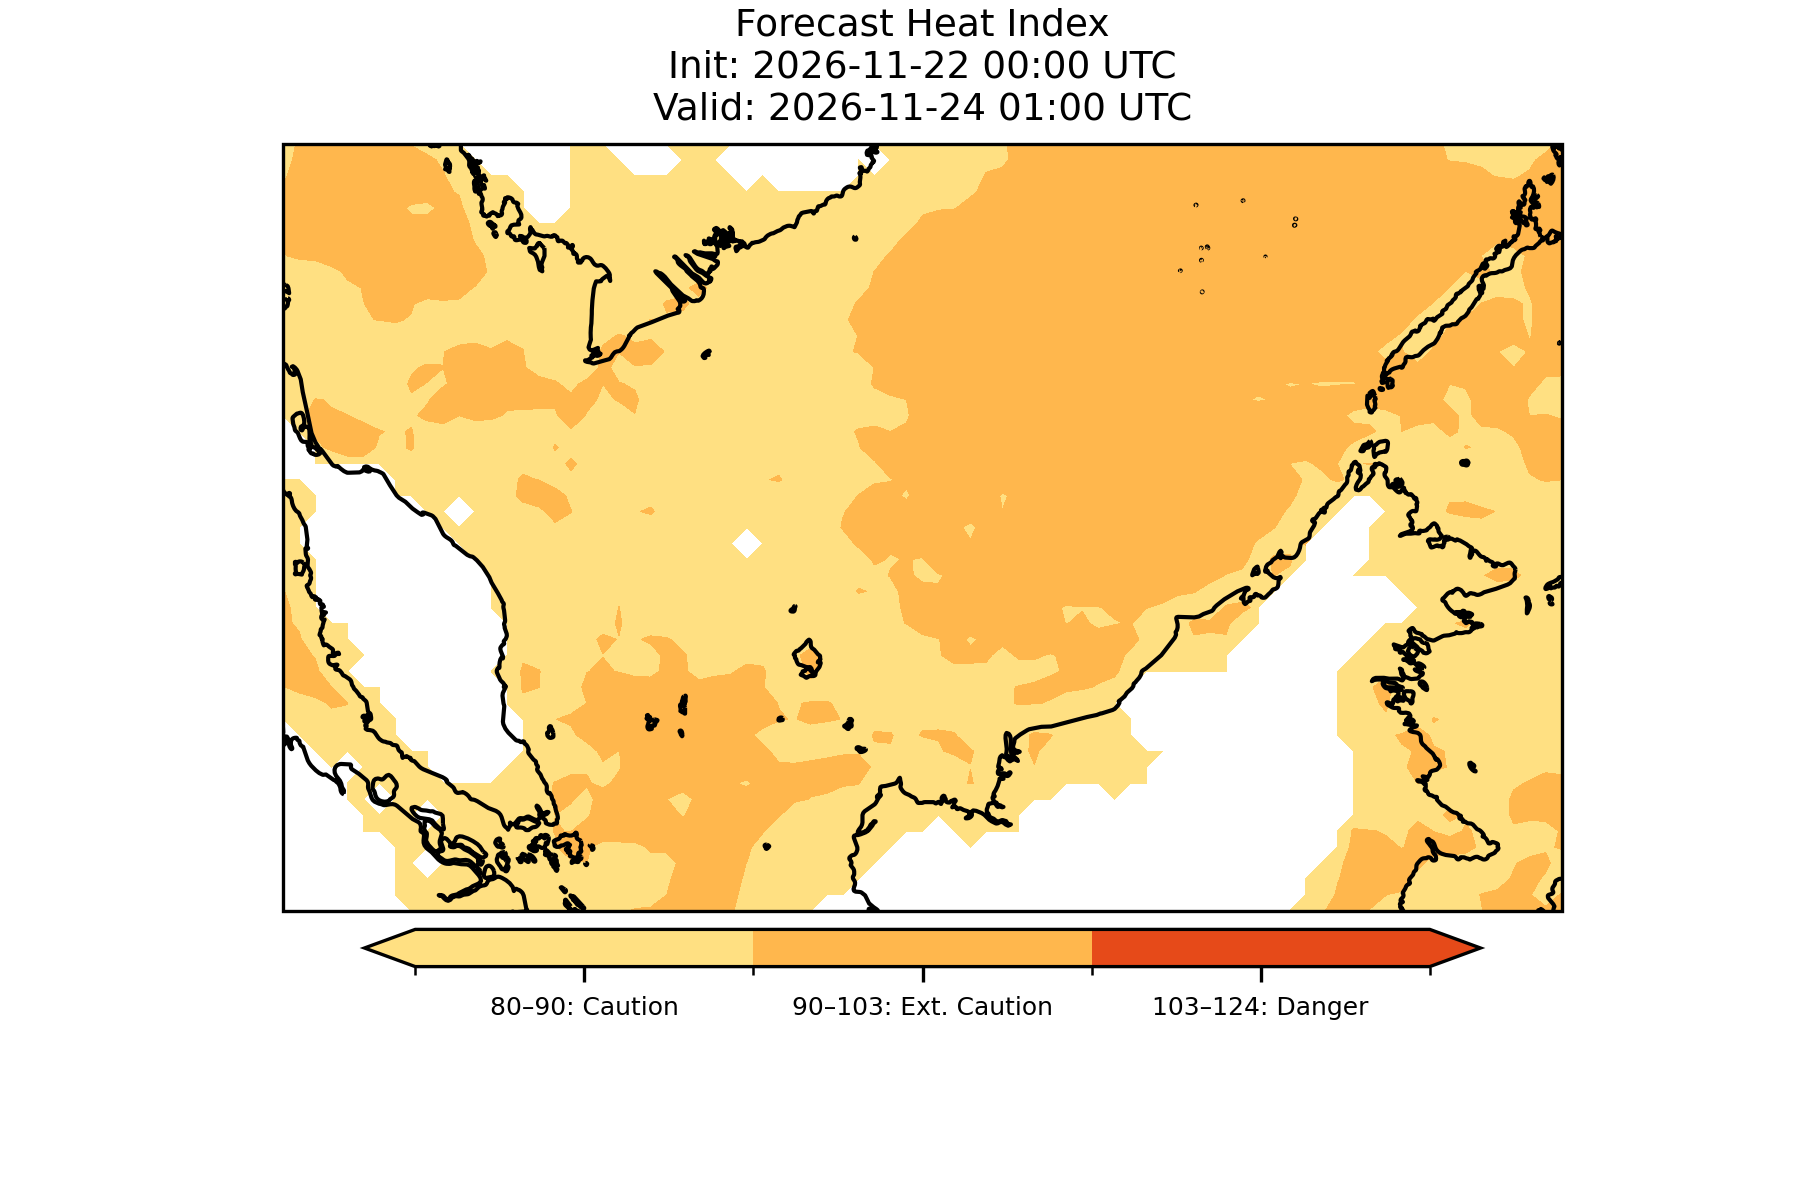 Forecast Heat Index
Init: 2026-11-22 00:00 UTC
Valid: 2026-11-24 01:00 UTC
80–90: Caution
90–103: Ext. Caution
103–124: Danger